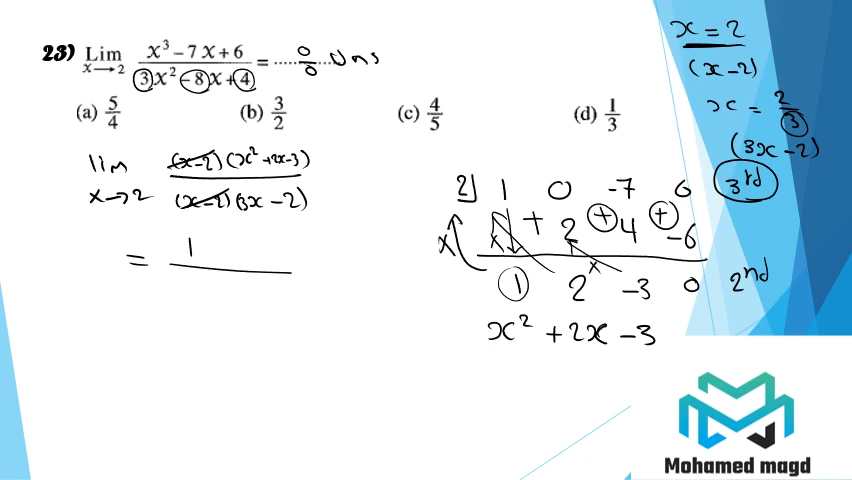 23) Lim x→2 (x³ − 7x + 6)/(3x² − 8x + 4) = ........ 0/0 Uns
(a) 5/4 (b) 3/2 (c) 4/5 (d) 1/3
lim x→2 (x−2)(x²+2x−3)/(x−2)(3x−2)
= 1
x = 2
(x−2)
x = 2/3
(3x−2)
3rd
2] 1 0 -7 6
x x + 2 + 4 + -6
1 2 x -3 0 2nd
x² + 2x − 3
Mohamed magd